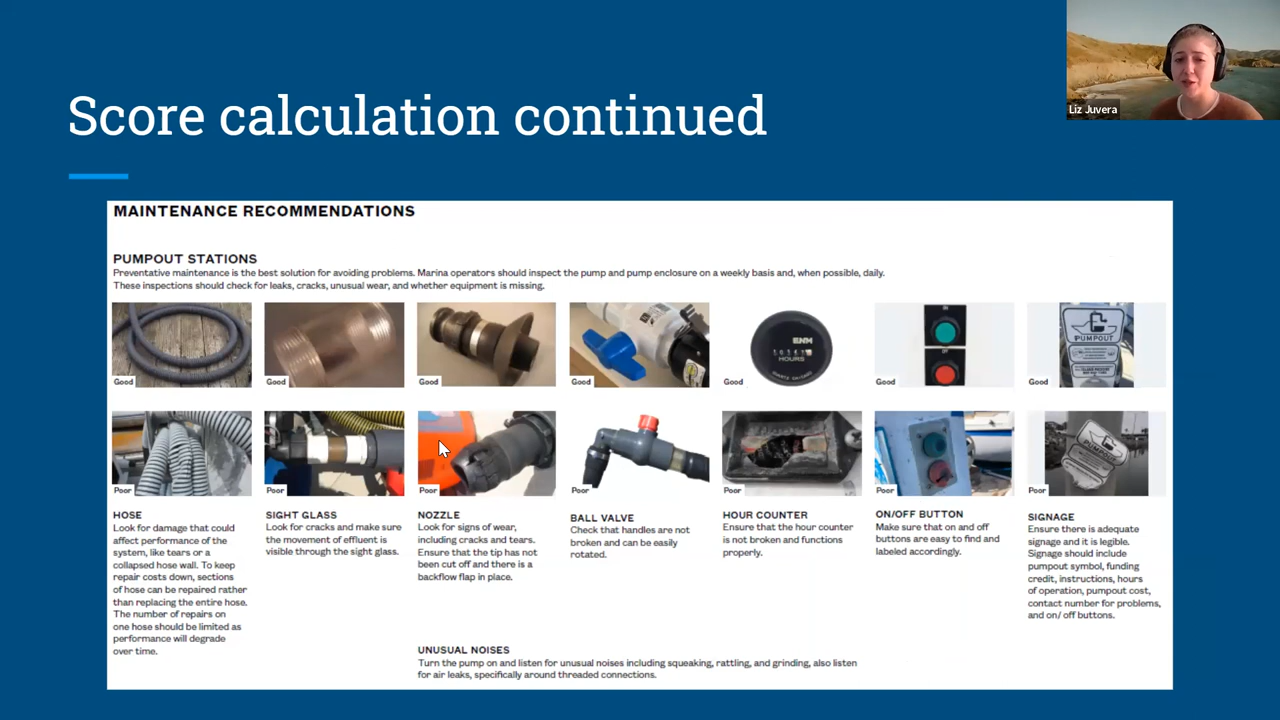 Score calculation continued
Liz Juvera
MAINTENANCE RECOMMENDATIONS
PUMPOUT STATIONS
Preventative maintenance is the best solution for avoiding problems. Marina operators should inspect the pump and pump enclosure on a weekly basis and, when possible, daily.
These inspections should check for leaks, cracks, unusual wear, and whether equipment is missing.
ENM
HOURS
ON
OFF
PUMPOUT
Good
Good
Good
Good
Good
Good
Good
PUMPOUT
Poor
Poor
Poor
Poor
Poor
Poor
Poor
HOSE
Look for damage that could
affect performance of the
system, like tears or a
collapsed hose wall. To keep
repair costs down, sections
of hose can be repaired rather
than replacing the entire hose.
The number of repairs on
one hose should be limited as
performance will degrade
over time.
SIGHT GLASS
Look for cracks and make sure
the movement of effluent is
visible through the sight glass.
NOZZLE
Look for signs of wear,
including cracks and tears.
Ensure that the tip has not
been cut off and there is a
backflow flap in place.
BALL VALVE
Check that handles are not
broken and can be easily
rotated.
HOUR COUNTER
Ensure that the hour counter
is not broken and functions
properly.
ON/OFF BUTTON
Make sure that on and off
buttons are easy to find and
labeled accordingly.
SIGNAGE
Ensure there is adequate
signage and it is legible.
Signage should include
pumpout symbol, funding
credit, instructions, hours
of operation, pumpout cost,
contact number for problems,
and on/ off buttons.
UNUSUAL NOISES
Turn the pump on and listen for unusual noises including squeaking, rattling, and grinding, also listen
for air leaks, specifically around threaded connections.